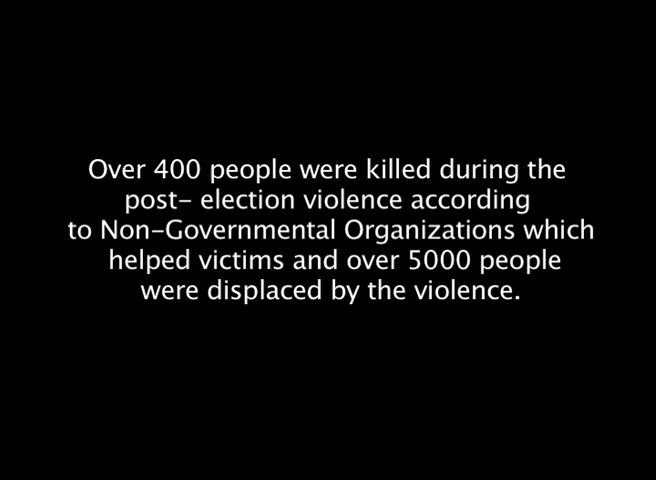 Over 400 people were killed during the
post- election violence according
to Non-Governmental Organizations which
helped victims and over 5000 people
were displaced by the violence.